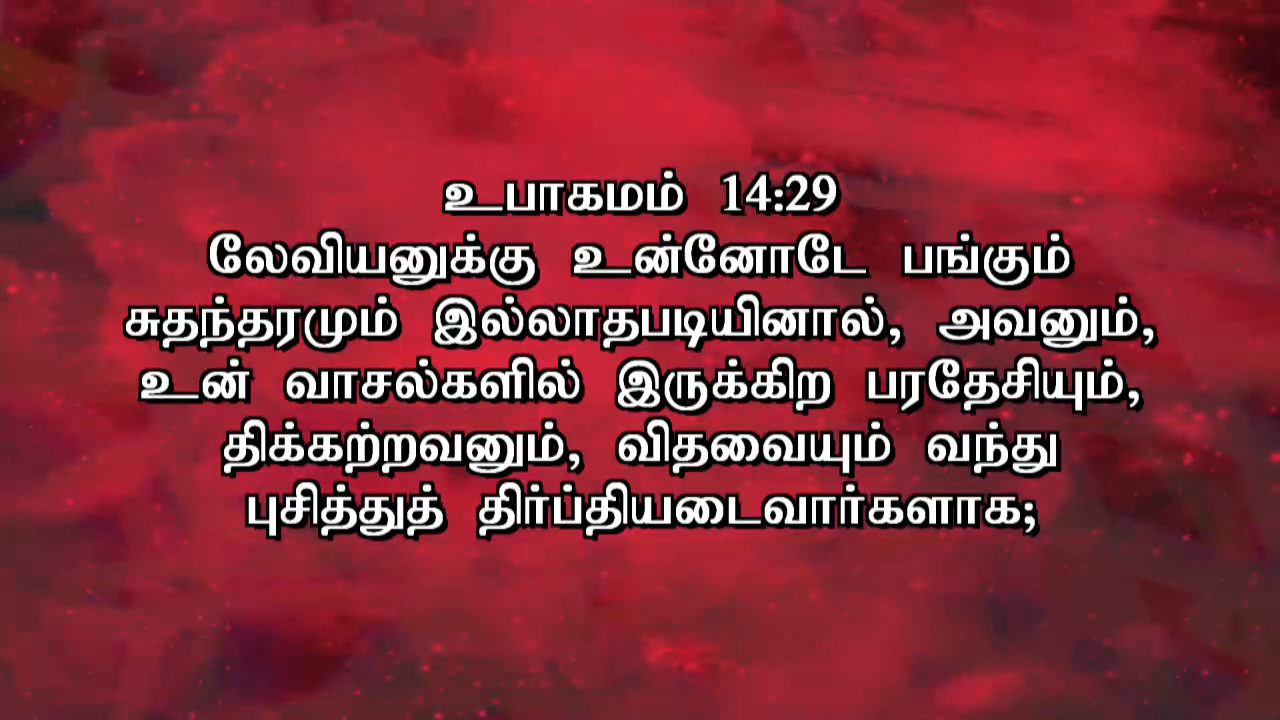 உபாகமம் 14:29
லேவியனுக்கு உன்னோடே பங்கும்
சுதந்தரமும் இல்லாதபடியினால், அவனும்,
உன் வாசல்களில் இருக்கிற பரதேசியும்,
திக்கற்றவனும், விதவையும் வந்து
புசித்துத் திர்ப்தியடைவார்களாக;